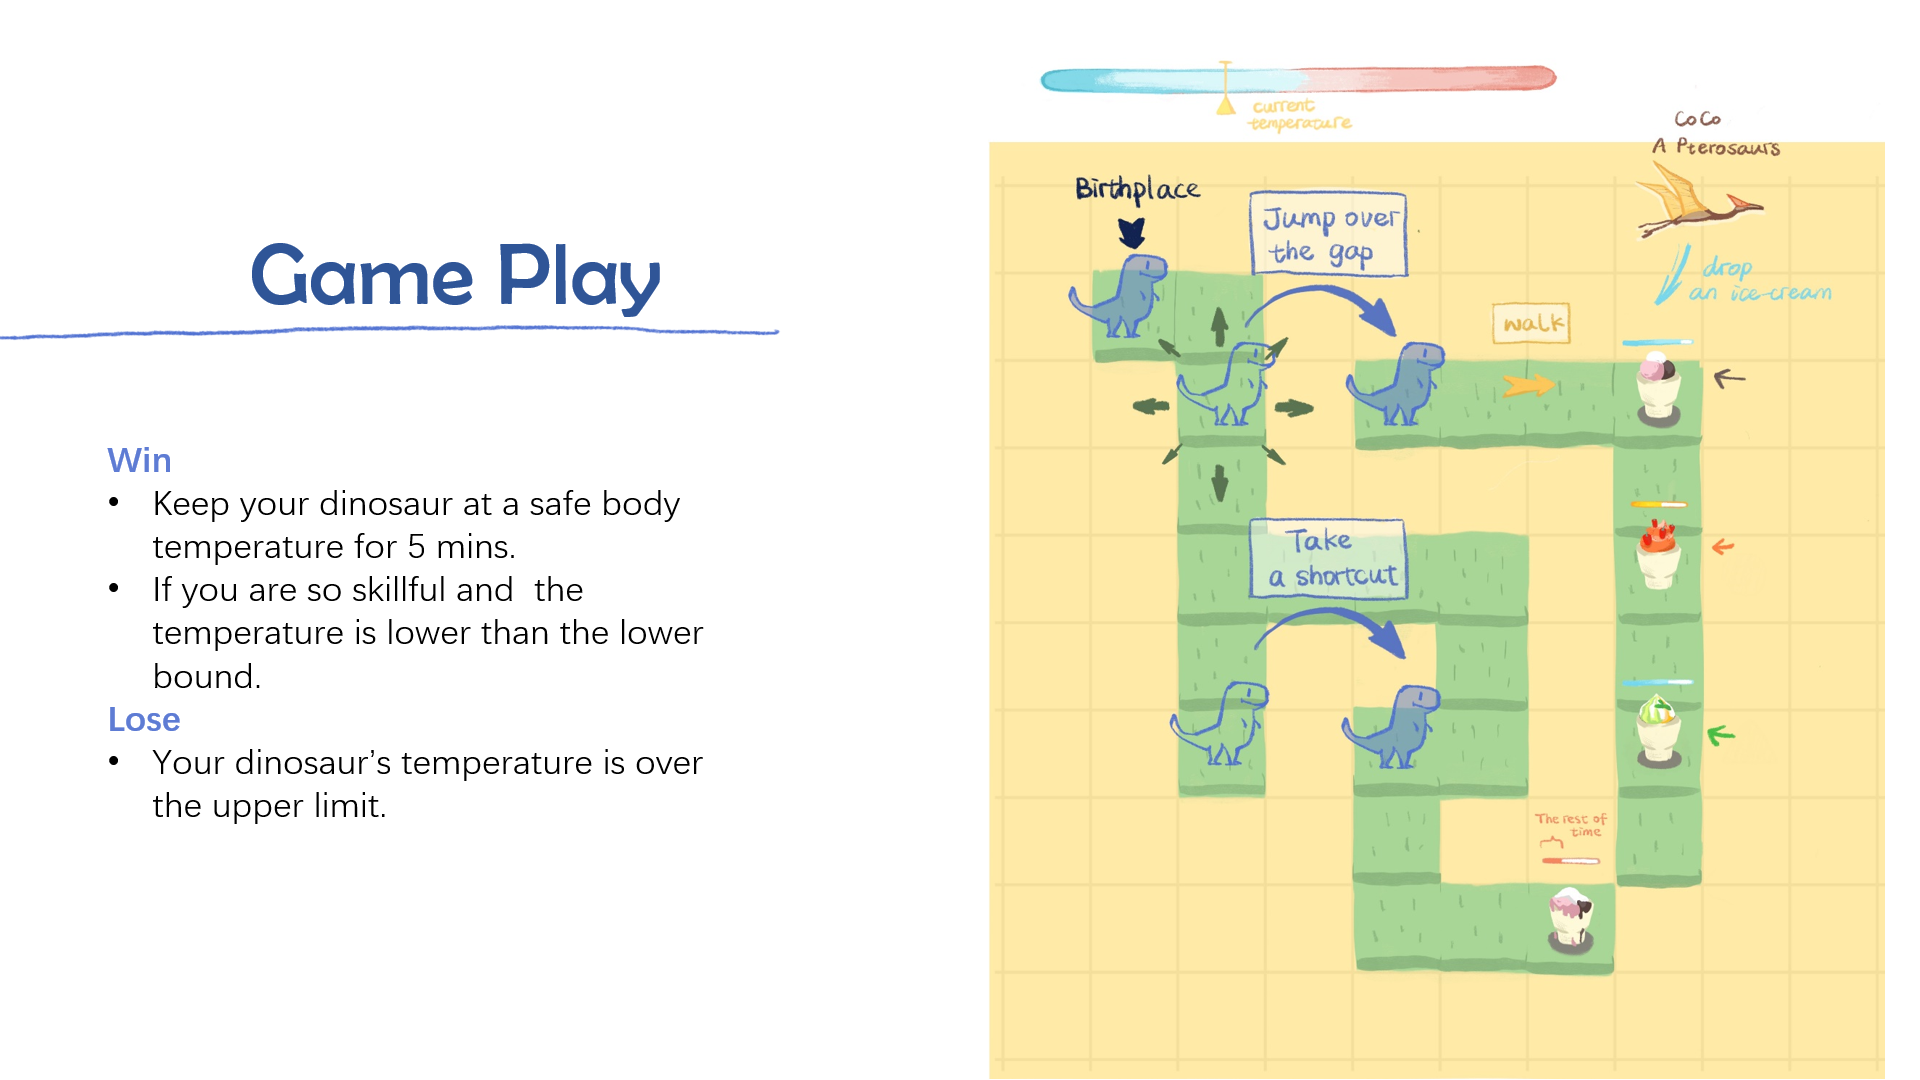 Game Play
Win
• Keep your dinosaur at a safe body
temperature for 5 mins.
• If you are so skillful and  the
temperature is lower than the lower
bound.
Lose
• Your dinosaur’s temperature is over
the upper limit.
current
temperature
CoCo
A Pterosaurs
Birthplace
Jump over
the gap
drop
an ice-cream
walk
Take
a shortcut
The rest of
time